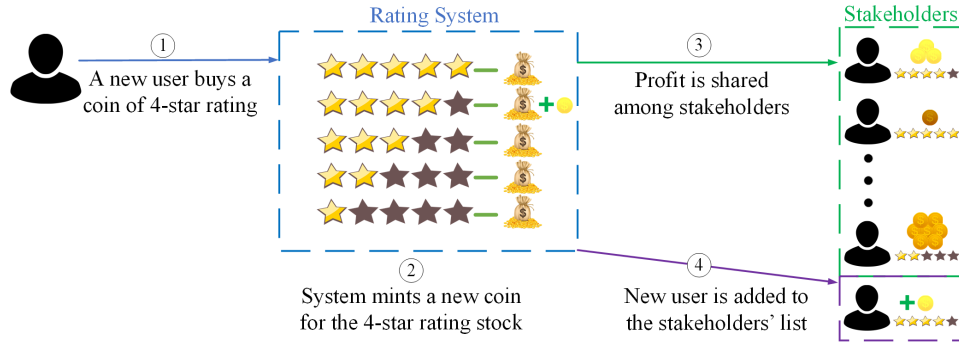 Rating System
Stakeholders
1
A new user buys a
coin of 4-star rating
3
Profit is shared
among stakeholders
2
System mints a new coin
for the 4-star rating stock
4
New user is added to
the stakeholders' list
$
$
$
$
$